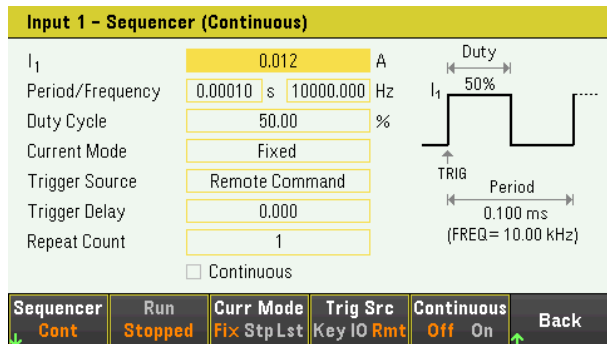 Input 1 – Sequencer (Continuous)
I1 0.012 A
Period/Frequency 0.00010 s 10000.000 Hz
Duty Cycle 50.00 %
Current Mode Fixed
Trigger Source Remote Command
Trigger Delay 0.000
Repeat Count 1
Continuous
Duty
50%
I1
TRIG
Period
0.100 ms
(FREQ= 10.00 kHz)
Sequencer Run Curr Mode Trig Src Continuous Back
Cont Stopped Fix Stp Lst Key IO Rmt Off On